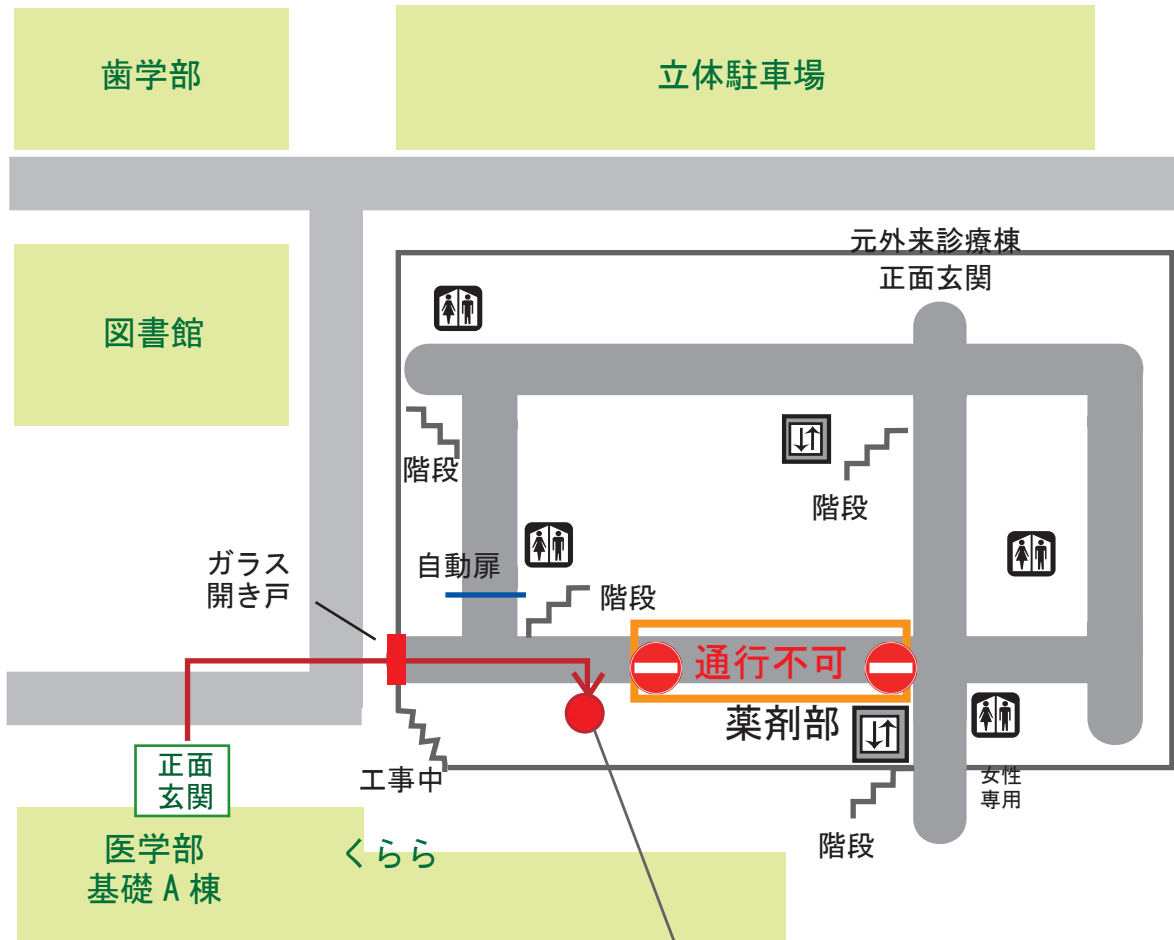 歯学部
立体駐車場
元外来診療棟
正面玄関
図書館
階段
階段
ガラス
開き戸
自動扉
階段
通行不可
薬剤部
正面
玄関
工事中
女性
専用
階段
医学部
基礎A棟
くらら